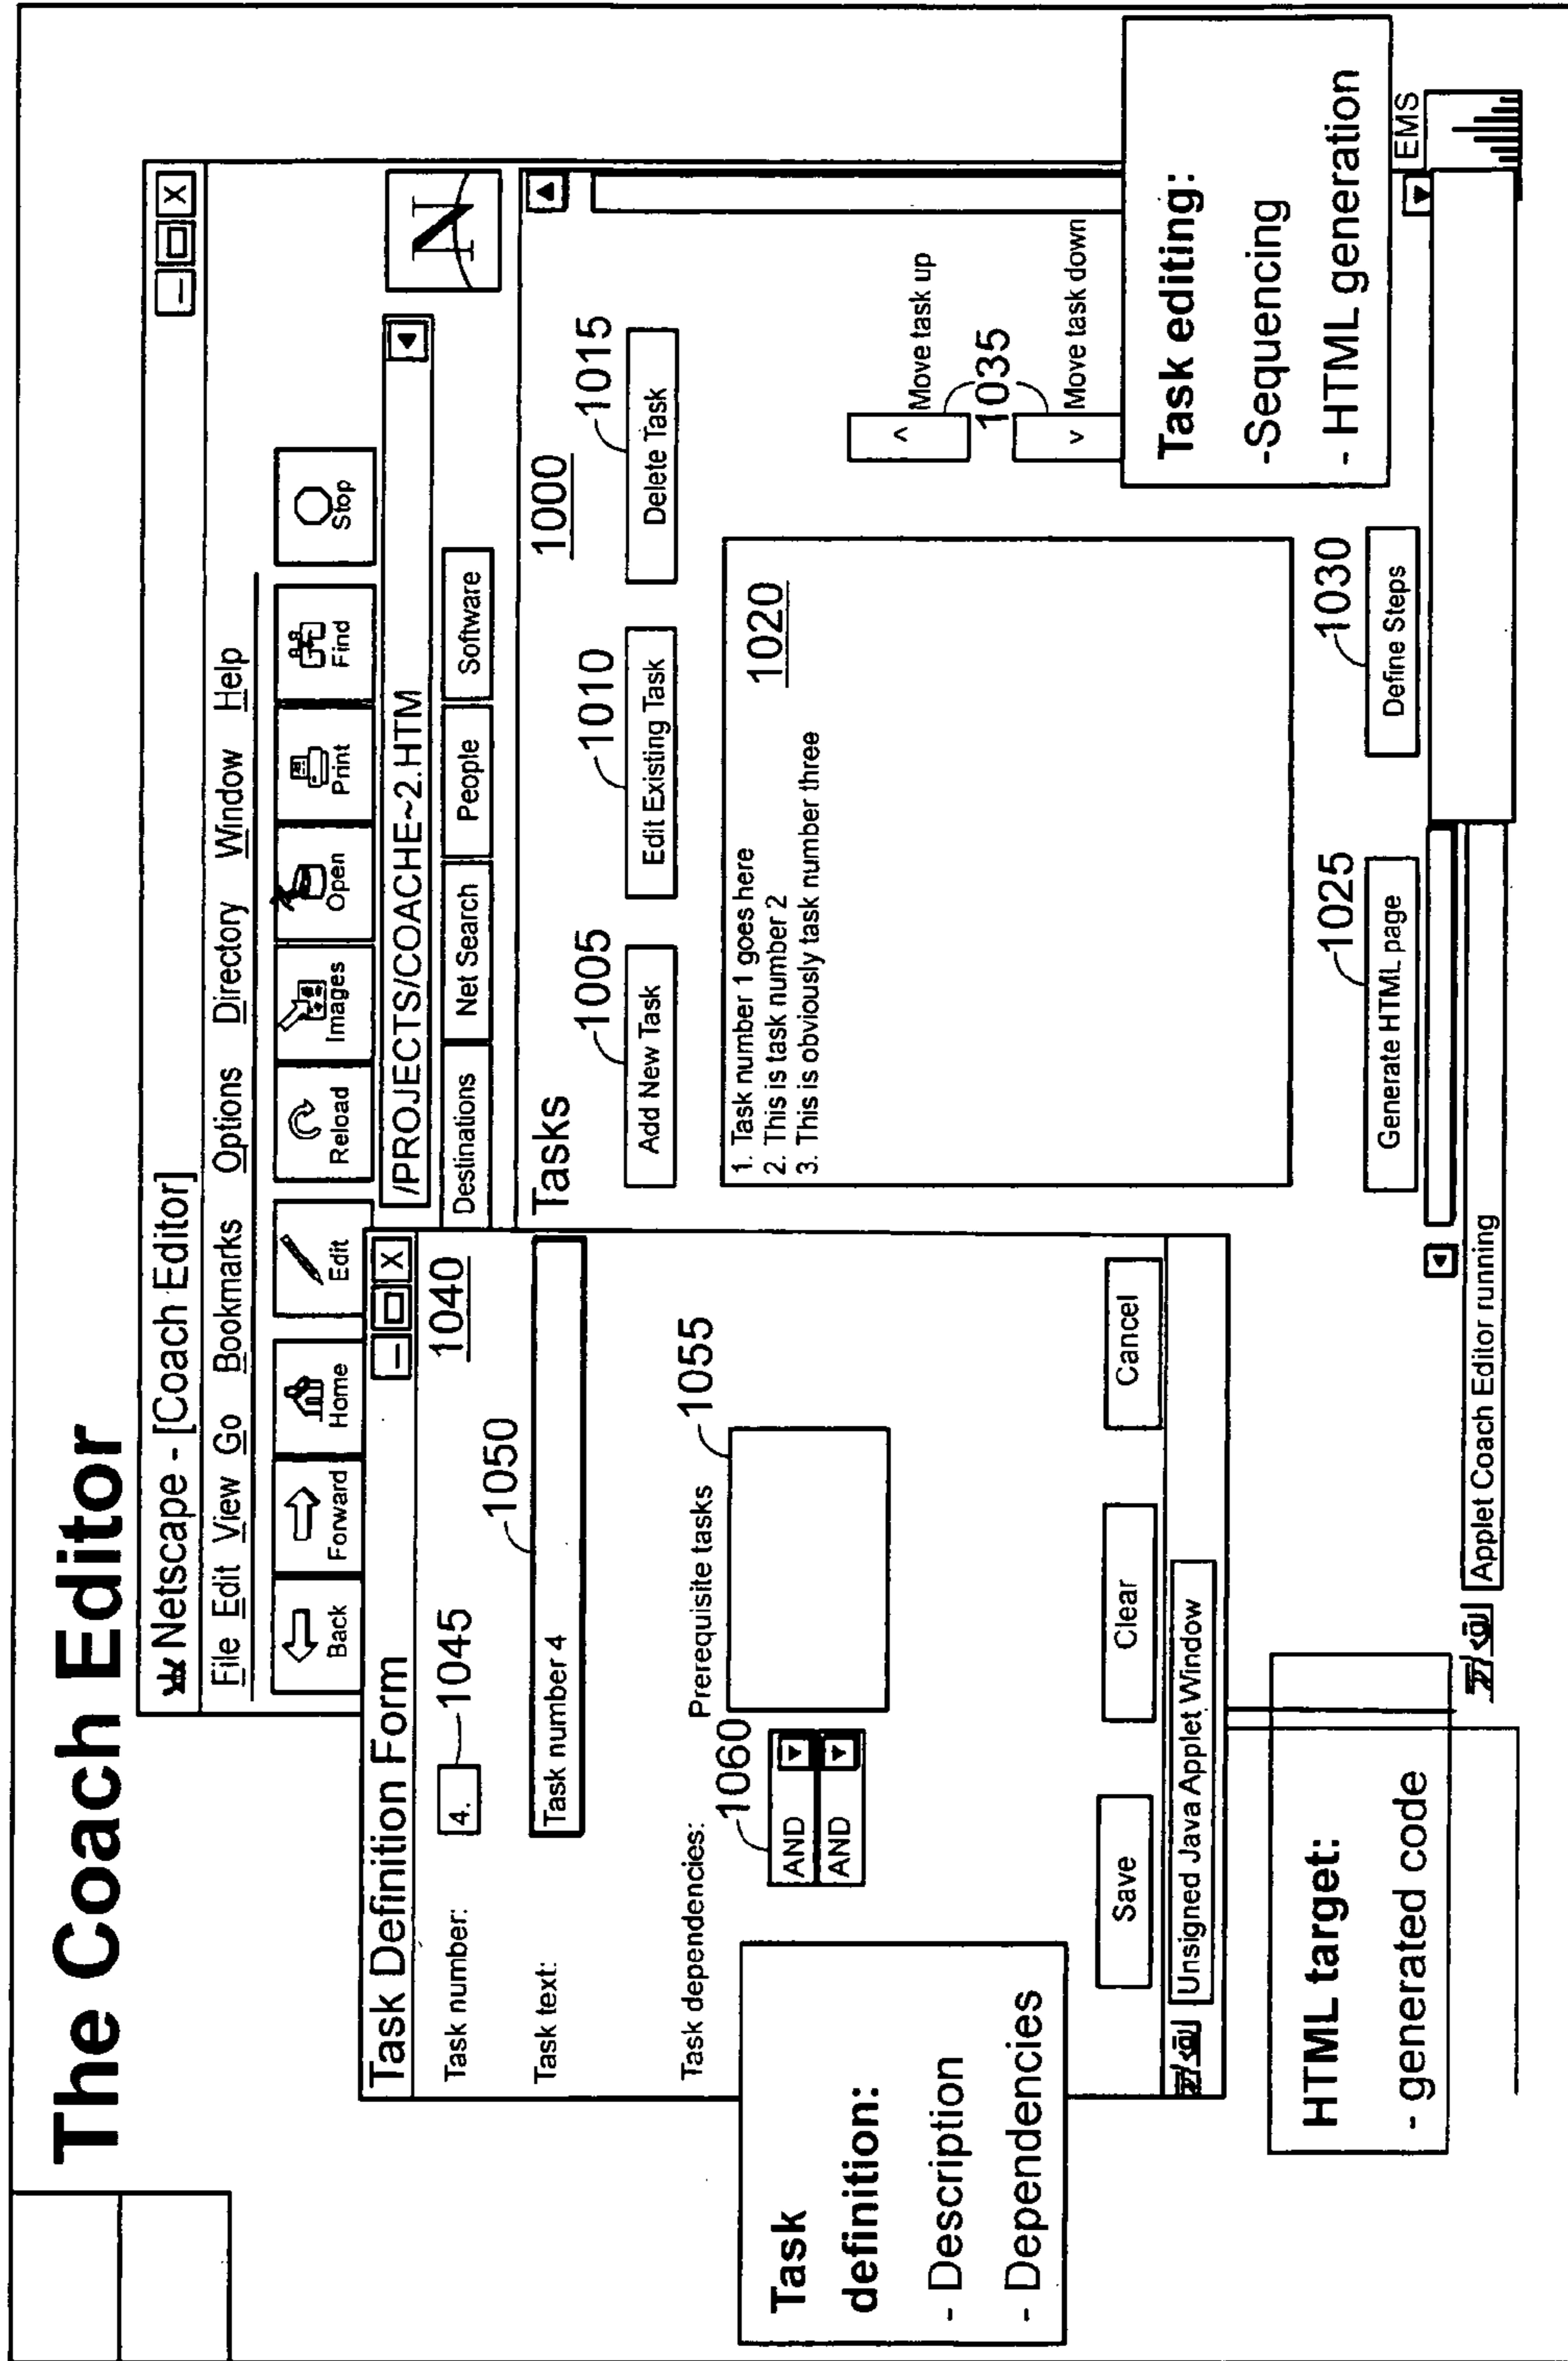 The Coach Editor
Netscape - [Coach Editor]
File Edit View Go Bookmarks Options Directory Window Help
Back
Forward
Home
Edit
Reload
Images
Open
Print
Find
Stop
N
/PROJECTS/COACHE~2.HTM
Destinations
Net Search
People
Software
Task Definition Form
1040
Task number:
4.
1045
Task text:
1050
Task number 4
Task dependencies:
Prerequisite tasks
1055
1060
AND
AND
Save
Clear
Cancel
Unsigned Java Applet Window
Tasks
1000
1005
1010
1015
Add New Task
Edit Existing Task
Delete Task
1020
1. Task number 1 goes here
2. This is task number 2
3. This is obviously task number three
Move task up
1035
Move task down
1025
1030
Generate HTML page
Define Steps
Applet Coach Editor running
Task
definition:
- Description
- Dependencies
HTML target:
- generated code
Task editing:
-Sequencing
- HTML generation
EMS